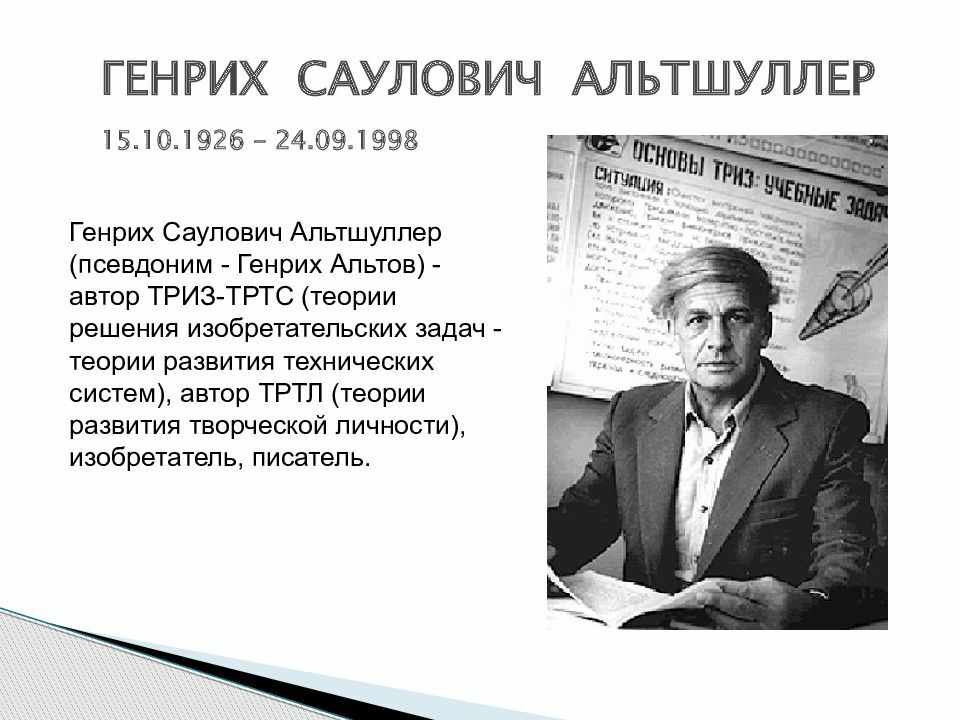 ГЕНРИХ САУЛОВИЧ АЛЬТШУЛЛЕР
15.10.1926 – 24.09.1998
ОСНОВЫ ТРИЗ: УЧЕБНЫЕ ЗАДАЧ
СИТУАЦИЯ:
Генрих Саулович Альтшуллер
(псевдоним - Генрих Альтов) -
автор ТРИЗ-ТРТС (теории
решения изобретательских задач -
теории развития технических
систем), автор ТРТЛ (теории
развития творческой личности),
изобретатель, писатель.